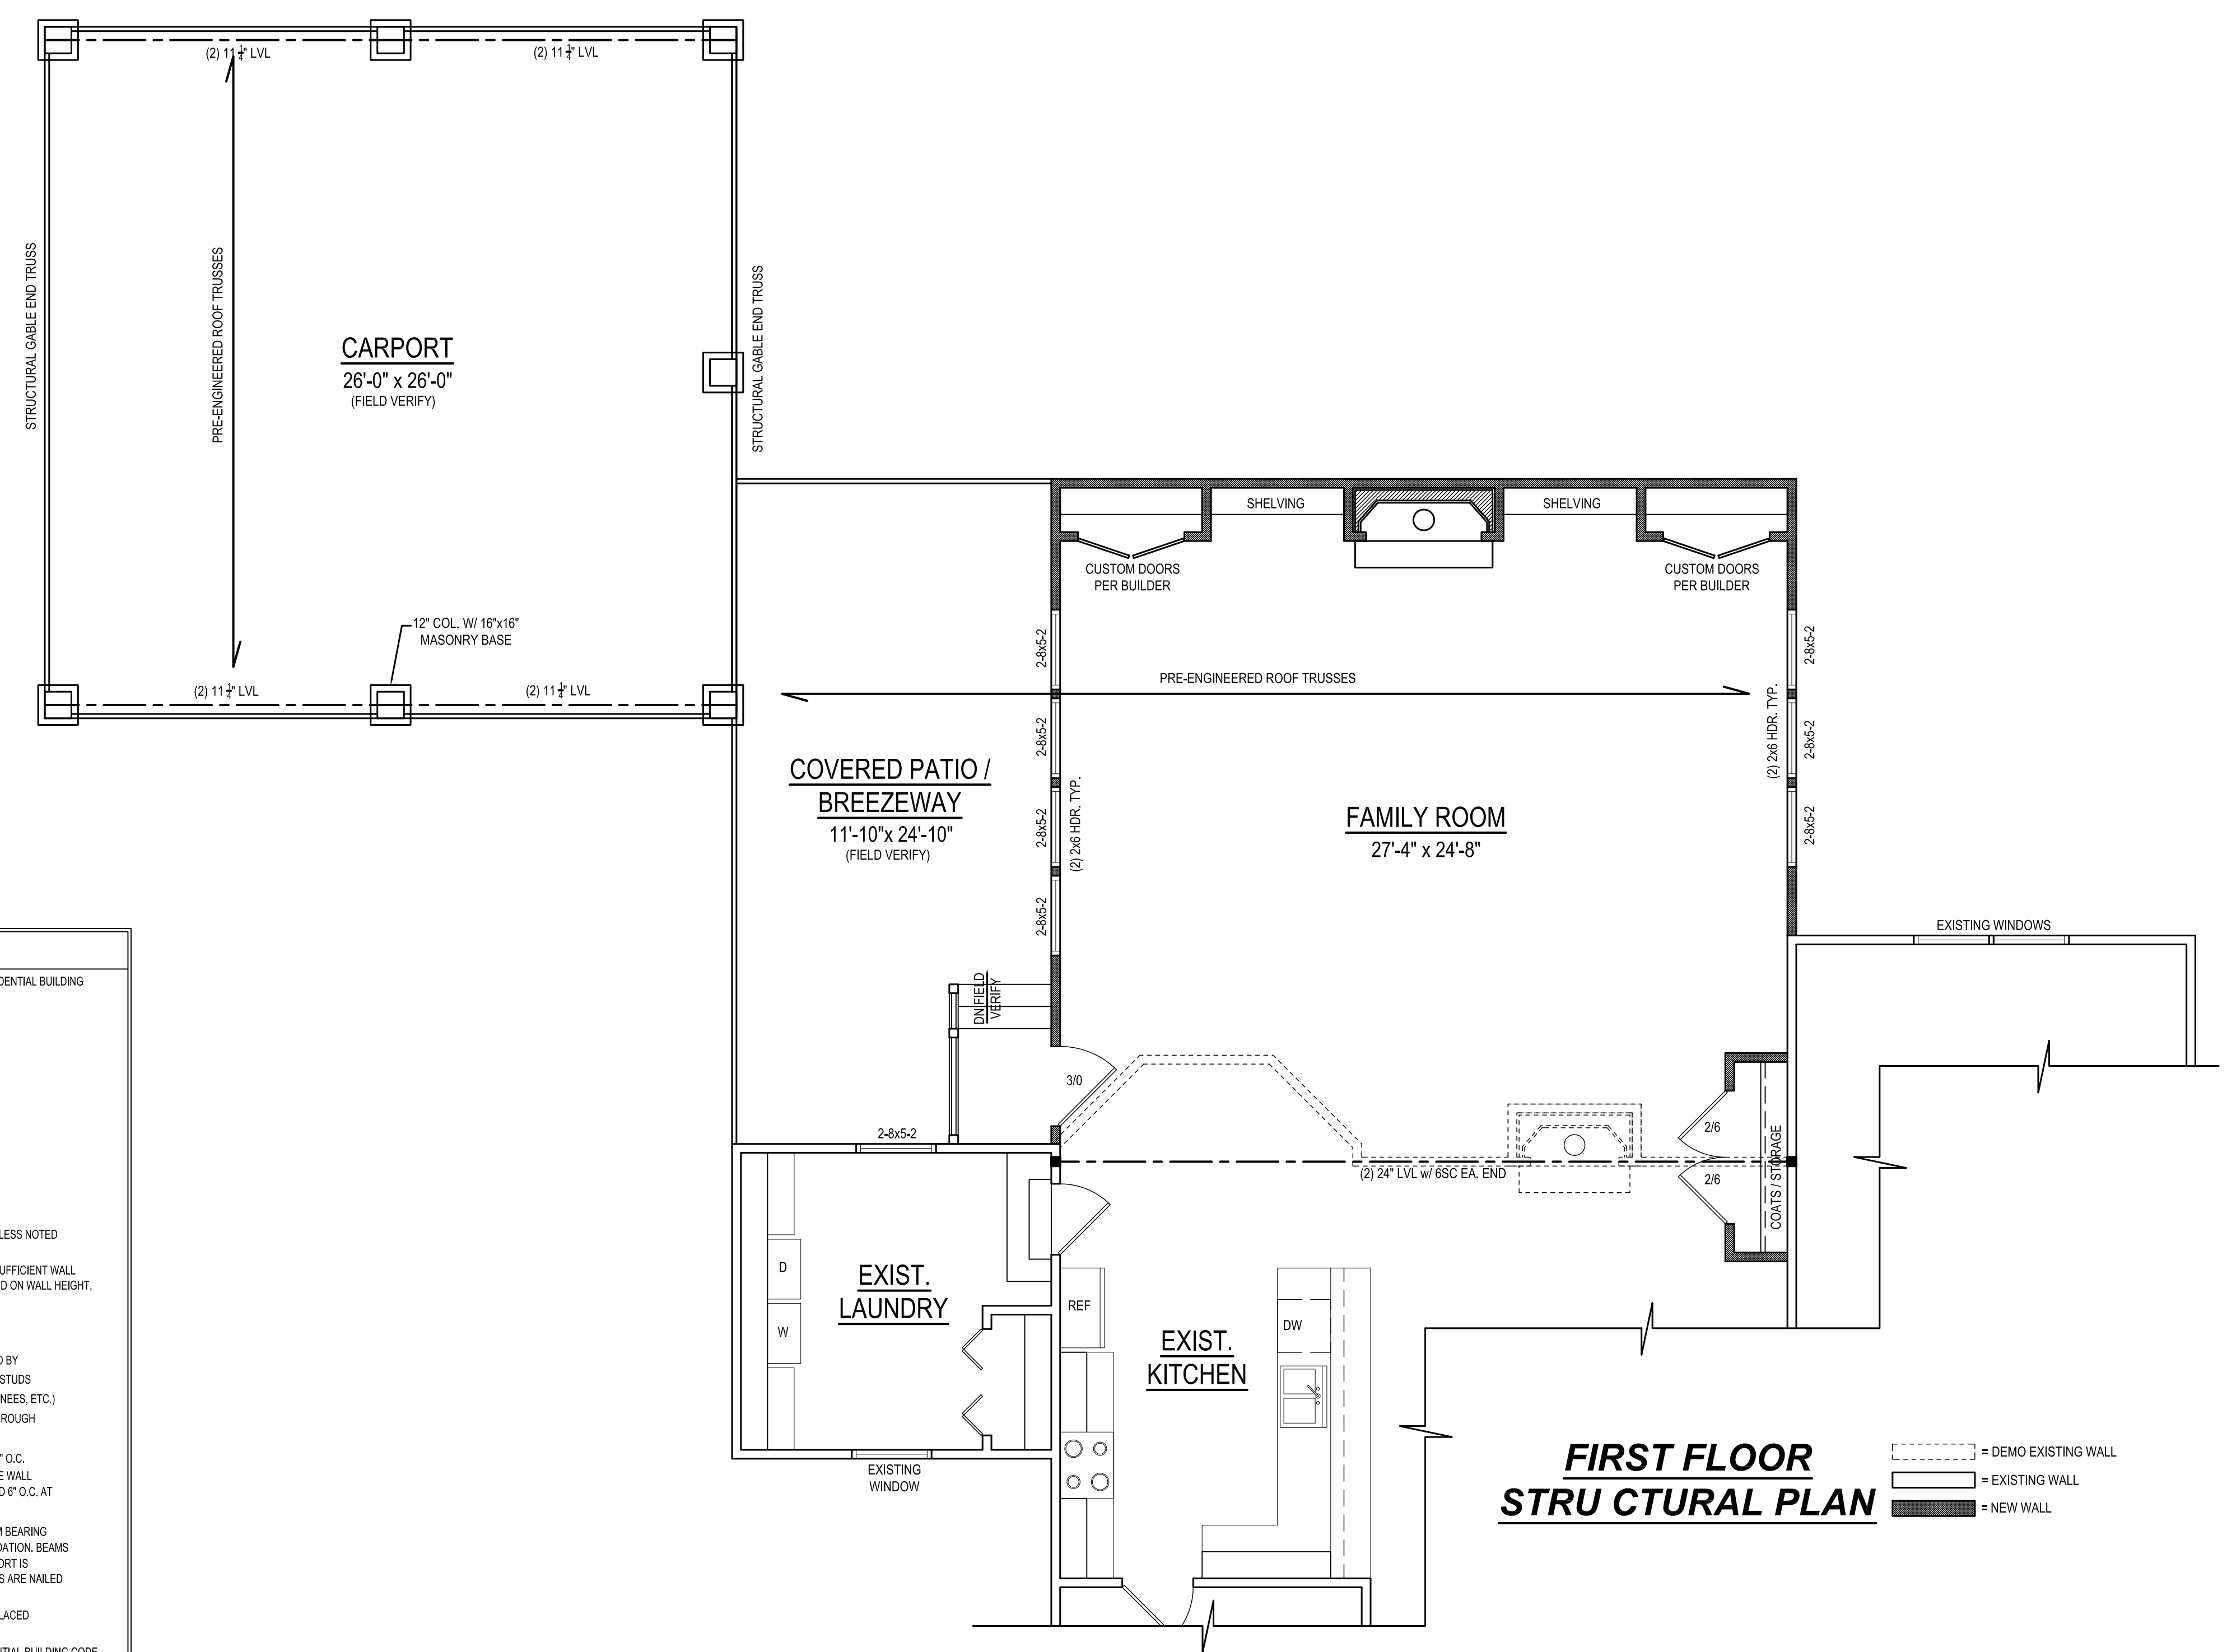 (2) 11 1/4" LVL
(2) 11 1/4" LVL
STRUCTURAL GABLE END TRUSS
PRE-ENGINEERED ROOF TRUSSES
STRUCTURAL GABLE END TRUSS
CARPORT
26'-0" x 26'-0"
(FIELD VERIFY)
12" COL. W/ 16"x16"
MASONRY BASE
(2) 11 1/4" LVL
(2) 11 1/4" LVL
SHELVING
SHELVING
CUSTOM DOORS
PER BUILDER
CUSTOM DOORS
PER BUILDER
2-8x5-2
2-8x5-2
2-8x5-2
2-8x5-2
(2) 2x6 HDR. TYP.
PRE-ENGINEERED ROOF TRUSSES
(2) 2x6 HDR. TYP.
2-8x5-2
2-8x5-2
2-8x5-2
COVERED PATIO /
BREEZEWAY
11'-10"x 24'-10"
(FIELD VERIFY)
FAMILY ROOM
27'-4" x 24'-8"
EXISTING WINDOWS
DN FIELD
VERIFY
3/0
2-8x5-2
(2) 24" LVL w/ 6SC EA. END
2/6
2/6
COATS / STORAGE
D
W
EXIST.
LAUNDRY
EXISTING
WINDOW
REF
DW
EXIST.
KITCHEN
FIRST FLOOR
STRU CTURAL PLAN
= DEMO EXISTING WALL
= EXISTING WALL
= NEW WALL
DENTIAL BUILDING
LESS NOTED
UFFICIENT WALL
D ON WALL HEIGHT,
D BY
STUDS
NEES, ETC.)
ROUGH
" O.C.
E WALL
D 6" O.C. AT
M BEARING
DATION. BEAMS
ORT IS
S ARE NAILED
LACED
NTIAL BUILDING CODE